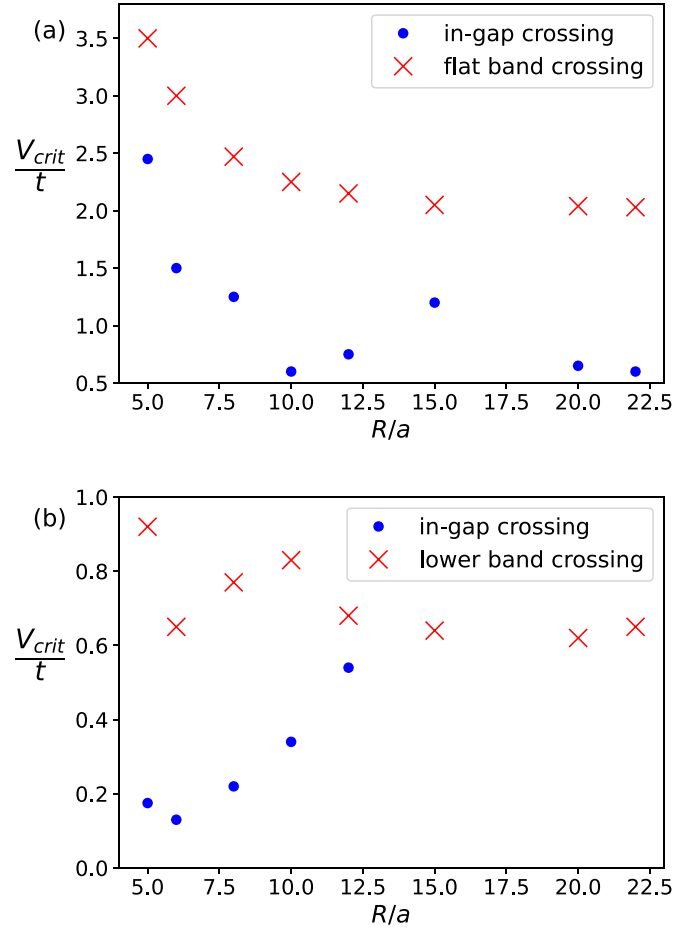 (a)
in-gap crossing
flat band crossing
3.5
3.0
2.5
2.0
1.5
1.0
0.5
V_crit
t
5.0 7.5 10.0 12.5 15.0 17.5 20.0 22.5
R/a
(b)
in-gap crossing
lower band crossing
1.0
0.8
0.6
0.4
0.2
0.0
V_crit
t
5.0 7.5 10.0 12.5 15.0 17.5 20.0 22.5
R/a